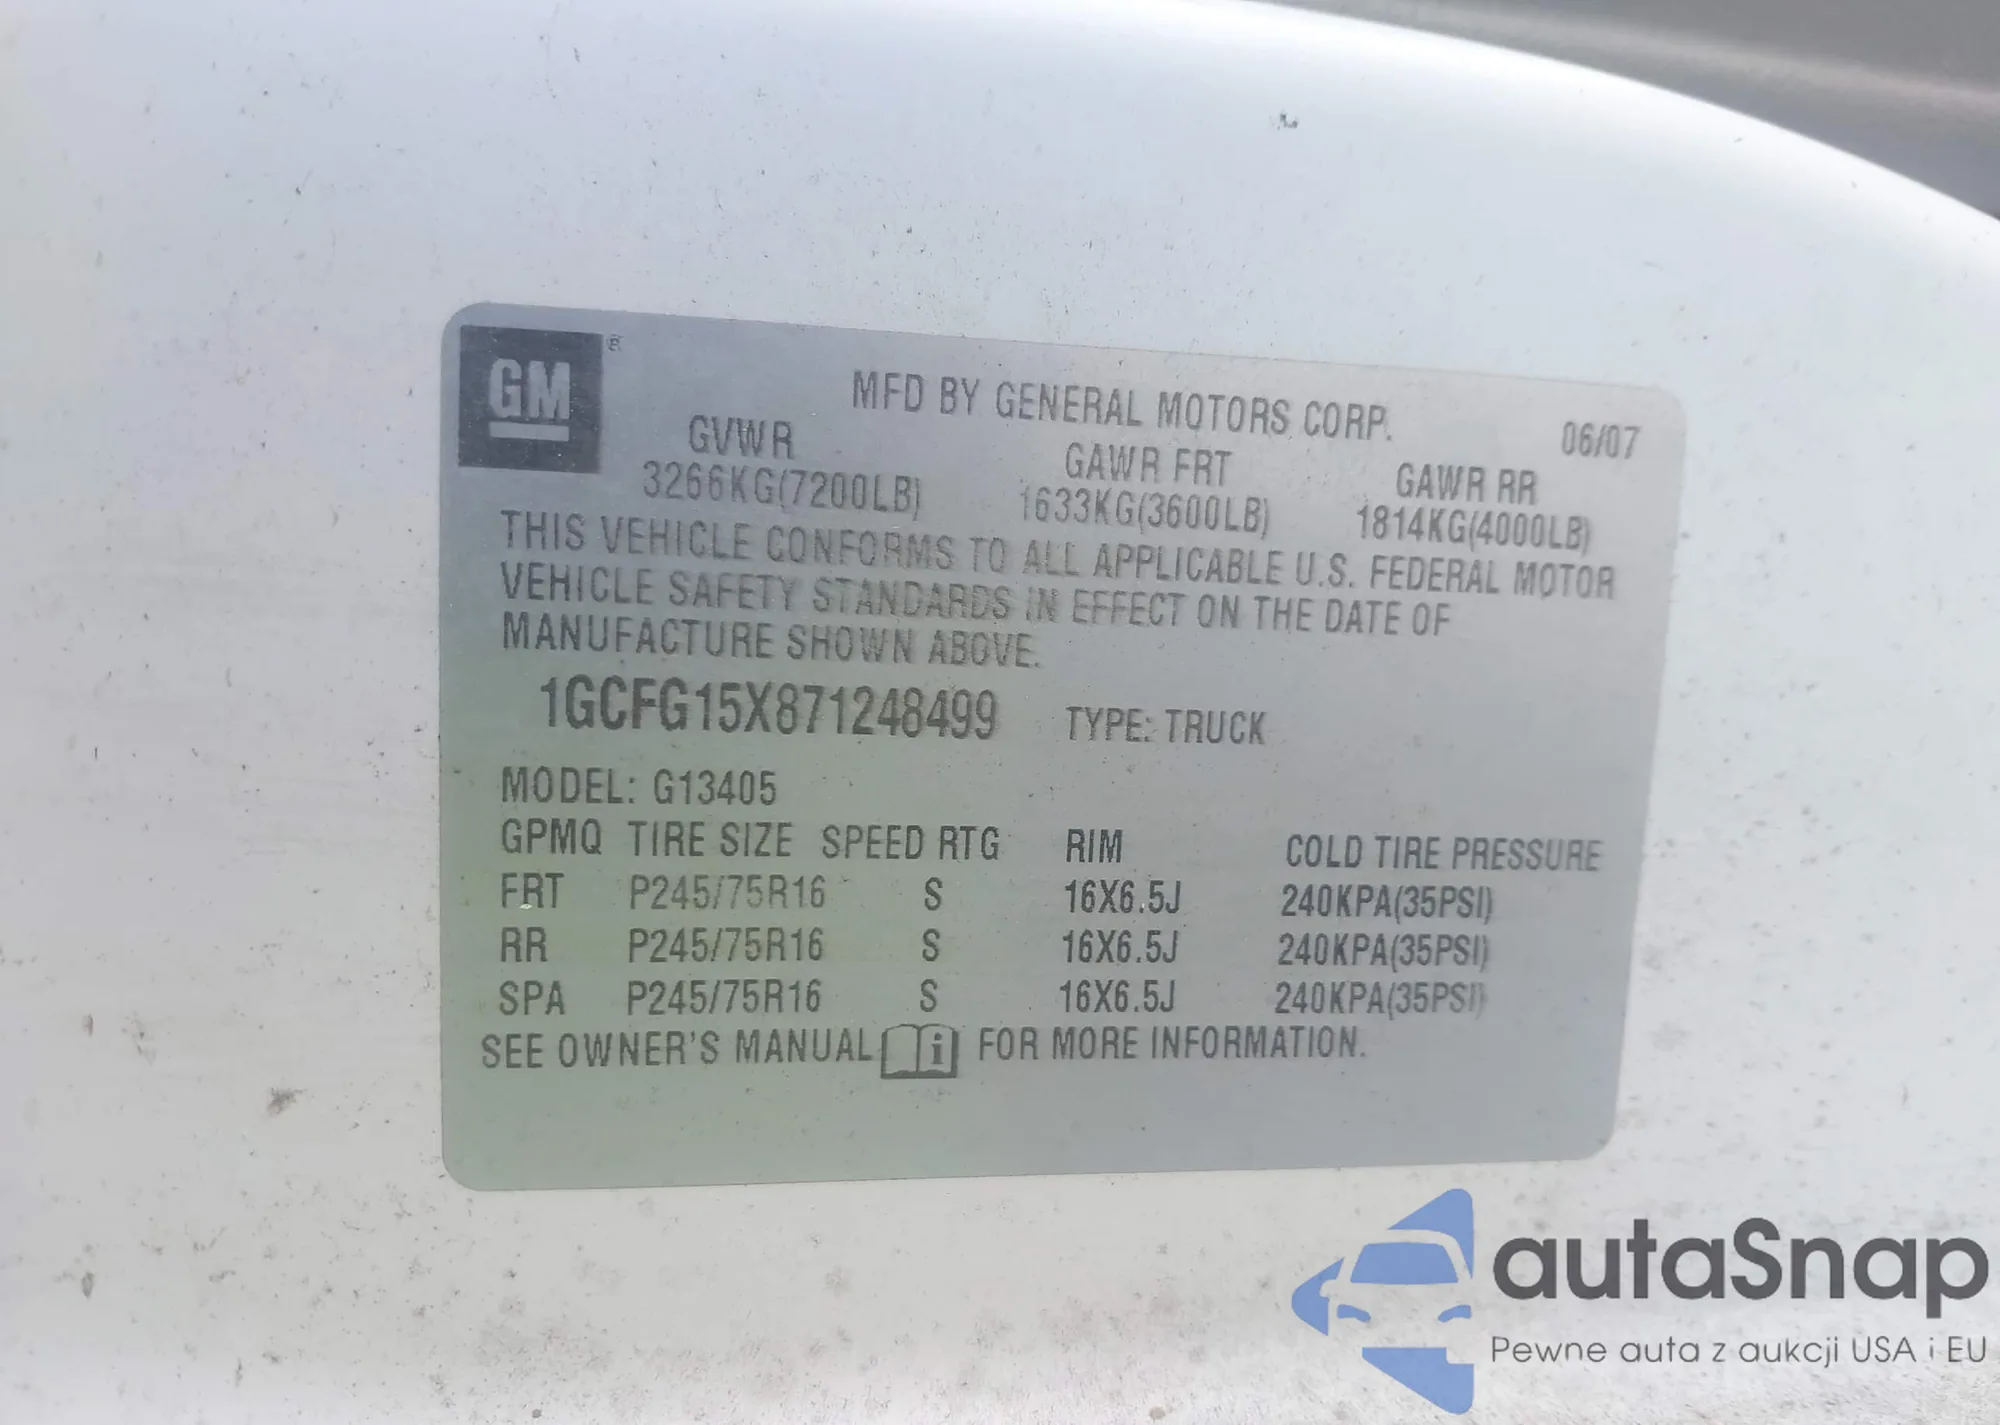 GM ®
MFD BY GENERAL MOTORS CORP. 06/07
GVWR GAWR FRT GAWR RR
3266KG(7200LB) 1633KG(3600LB) 1814KG(4000LB)
THIS VEHICLE CONFORMS TO ALL APPLICABLE U.S. FEDERAL MOTOR
VEHICLE SAFETY STANDARDS IN EFFECT ON THE DATE OF
MANUFACTURE SHOWN ABOVE.
1GCFG15X871248499 TYPE: TRUCK
MODEL: G13405
GPMQ TIRE SIZE SPEED RTG RIM COLD TIRE PRESSURE
FRT P245/75R16 S 16X6.5J 240KPA(35PSI)
RR P245/75R16 S 16X6.5J 240KPA(35PSI)
SPA P245/75R16 S 16X6.5J 240KPA(35PSI)
SEE OWNER'S MANUAL i FOR MORE INFORMATION.
autaSnap
Pewne auta z aukcji USA i EU